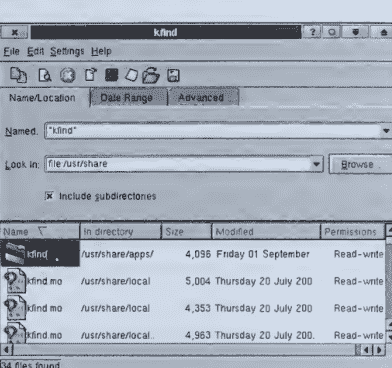 kfind
File Edit Settings Help
Name/Location Date Range Advanced
Named: "kfind"
Look in: file:/usr/share Browse...
Include subdirectories
Name In directory Size Modified Permissions
kfind /usr/share/apps/ 4,096 Friday 01 September Read-write
kfind.mo /usr/share/local 5,004 Thursday 20 July 200 Read-write
kfind.mo /usr/share/local 4,353 Thursday 20 July 200 Read-write
kfind.mo /usr/share/local.. 4,963 Thursday 20 July 200. Read-write
34 files found